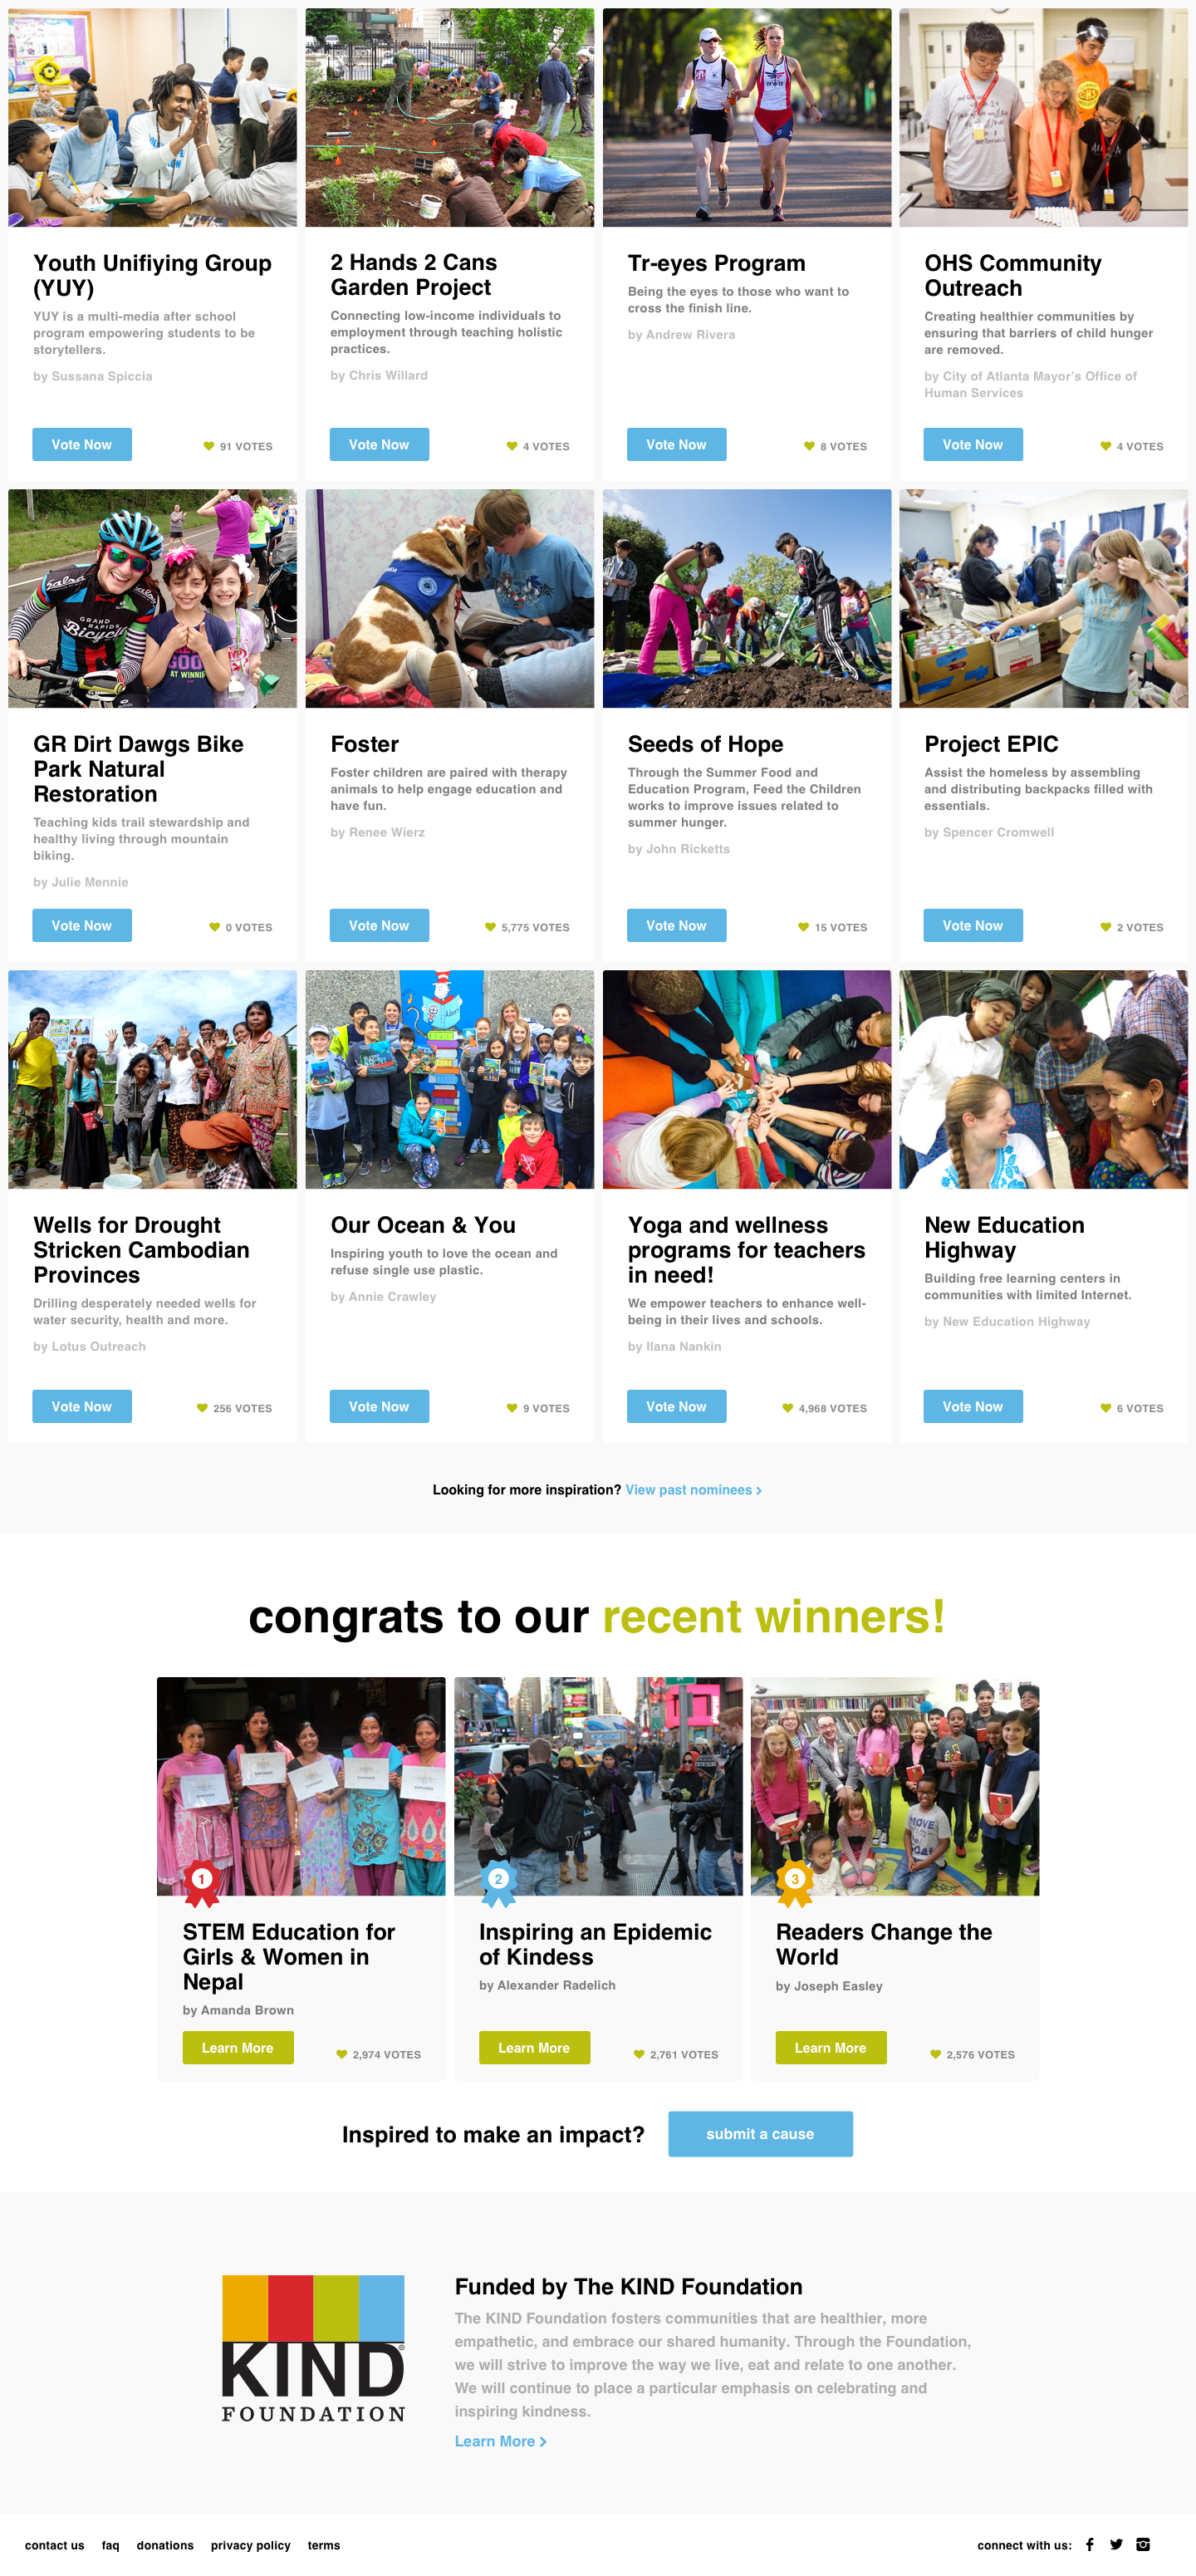 Youth Unifiying Group
(YUY)
YUY is a multi-media after school
program empowering students to be
storytellers.
by Sussana Spiccia
Vote Now
91 VOTES
2 Hands 2 Cans
Garden Project
Connecting low-income individuals to
employment through teaching holistic
practices.
by Chris Willard
Vote Now
4 VOTES
Tr-eyes Program
Being the eyes to those who want to
cross the finish line.
by Andrew Rivera
Vote Now
8 VOTES
OHS Community
Outreach
Creating healthier communities by
ensuring that barriers of child hunger
are removed.
by City of Atlanta Mayor's Office of
Human Services
Vote Now
4 VOTES
GRAND
RAPIDS
Bicycle
AT WINNIP
GR Dirt Dawgs Bike
Park Natural
Restoration
Teaching kids trail stewardship and
healthy living through mountain
biking.
by Julie Mennie
Vote Now
0 VOTES
Foster
Foster children are paired with therapy
animals to help engage education and
have fun.
by Renee Wierz
Vote Now
5,775 VOTES
Seeds of Hope
Through the Summer Food and
Education Program, Feed the Children
works to improve issues related to
summer hunger.
by John Ricketts
Vote Now
15 VOTES
Project EPIC
Assist the homeless by assembling
and distributing backpacks filled with
essentials.
by Spencer Cromwell
Vote Now
2 VOTES
Wells for Drought
Stricken Cambodian
Provinces
Drilling desperately needed wells for
water security, health and more.
by Lotus Outreach
Vote Now
256 VOTES
Our Ocean & You
Inspiring youth to love the ocean and
refuse single use plastic.
by Annie Crawley
Vote Now
9 VOTES
Yoga and wellness
programs for teachers
in need!
We empower teachers to enhance well-
being in their lives and schools.
by Ilana Nankin
Vote Now
4,968 VOTES
New Education
Highway
Building free learning centers in
communities with limited Internet.
by New Education Highway
Vote Now
6 VOTES
Looking for more inspiration? View past nominees >
congrats to our recent winners!
1
STEM Education for
Girls & Women in
Nepal
by Amanda Brown
Learn More
2,974 VOTES
2
Inspiring an Epidemic
of Kindess
by Alexander Radelich
Learn More
2,761 VOTES
MOVE
3
Readers Change the
World
by Joseph Easley
Learn More
2,576 VOTES
Inspired to make an impact?
submit a cause
KIND®
FOUNDATION
Funded by The KIND Foundation
The KIND Foundation fosters communities that are healthier, more
empathetic, and embrace our shared humanity. Through the Foundation,
we will strive to improve the way we live, eat and relate to one another.
We will continue to place a particular emphasis on celebrating and
inspiring kindness.
Learn More >
contact us faq donations privacy policy terms
connect with us: